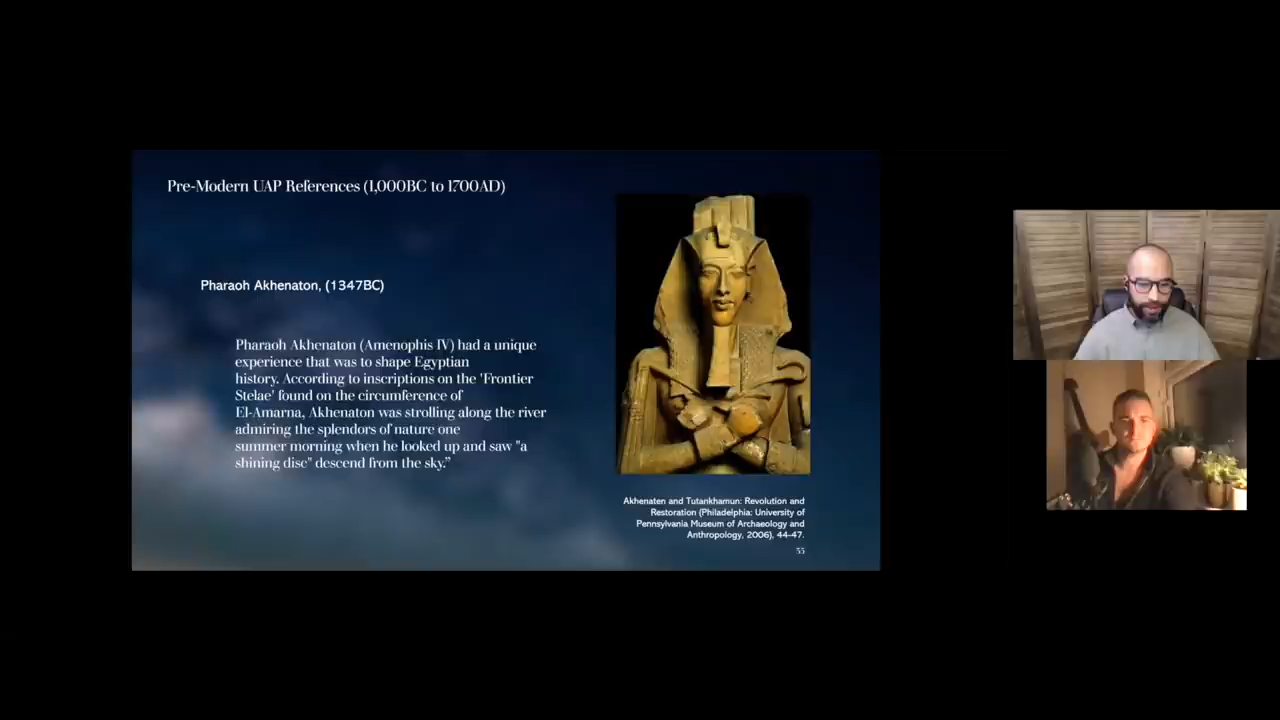 Pre-Modern UAP References (1,000BC to 1700AD)
Pharaoh Akhenaton, (1347BC)
Pharaoh Akhenaton (Amenophis IV) had a unique
experience that was to shape Egyptian
history. According to inscriptions on the 'Frontier
Stelae' found on the circumference of
El-Amarna, Akhenaton was strolling along the river
admiring the splendors of nature one
summer morning when he looked up and saw "a
shining disc" descend from the sky.”
Akhenaten and Tutankhamun: Revolution and
Restoration (Philadelphia: University of
Pennsylvania Museum of Archaeology and
Anthropology, 2006), 44-47.
55